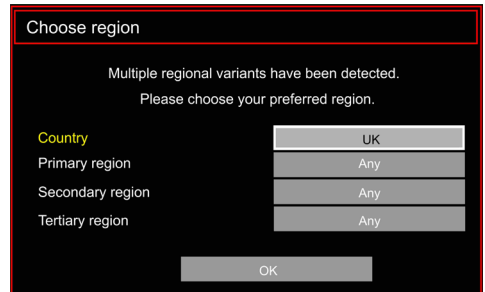 Choose region
Multiple regional variants have been detected.
Please choose your preferred region.
Country UK
Primary region Any
Secondary region Any
Tertiary region Any
OK